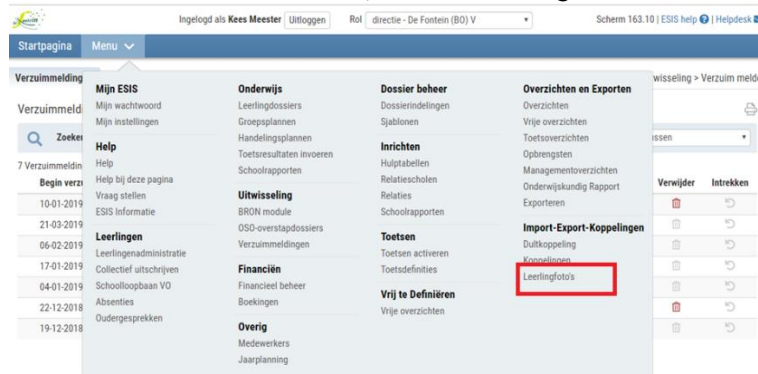 Ingelogd als Kees Meester Uitloggen Rol directie - De Fontein (BO) V Scherm 163.10 | ESIS help | Helpdesk
Startpagina Menu
Verzuimmelding
wisseling > Verzuim meld
Verzuimmeld
Zoeke
ssen
7 Verzuimmeldin
Begin verz
Verwijder Intrekken
10-01-2019
21-03-2019
06-02-2019
17-01-2019
04-01-2019
22-12-2018
19-12-2018
Mijn ESIS
Mijn wachtwoord
Mijn instellingen
Help
Help
Help bij deze pagina
Vraag stellen
ESIS Informatie
Leerlingen
Leerlingenadministratie
Collectief uitschrijven
Schoolloopbaan VO
Absenties
Oudergesprekken
Onderwijs
Leerlingdossiers
Groepsplannen
Handelingsplannen
Toetsresultaten invoeren
Schoolrapporten
Uitwisseling
BRON module
OSO-overstapdossiers
Verzuimmeldingen
Financiën
Financieel beheer
Boekingen
Overig
Medewerkers
Jaarplanning
Dossier beheer
Dossierindelingen
Sjablonen
Inrichten
Hulptabellen
Relatiescholen
Relaties
Schoolrapporten
Toetsen
Toetsen activeren
Toetsdefinities
Vrij te Definiëren
Vrije overzichten
Overzichten en Exporten
Overzichten
Vrije overzichten
Toetsoverzichten
Opbrengsten
Managementoverzichten
Onderwijskundig Rapport
Exporteren
Import-Export-Koppelingen
Dultkoppeling
Koppelingen
Leerlingfoto's